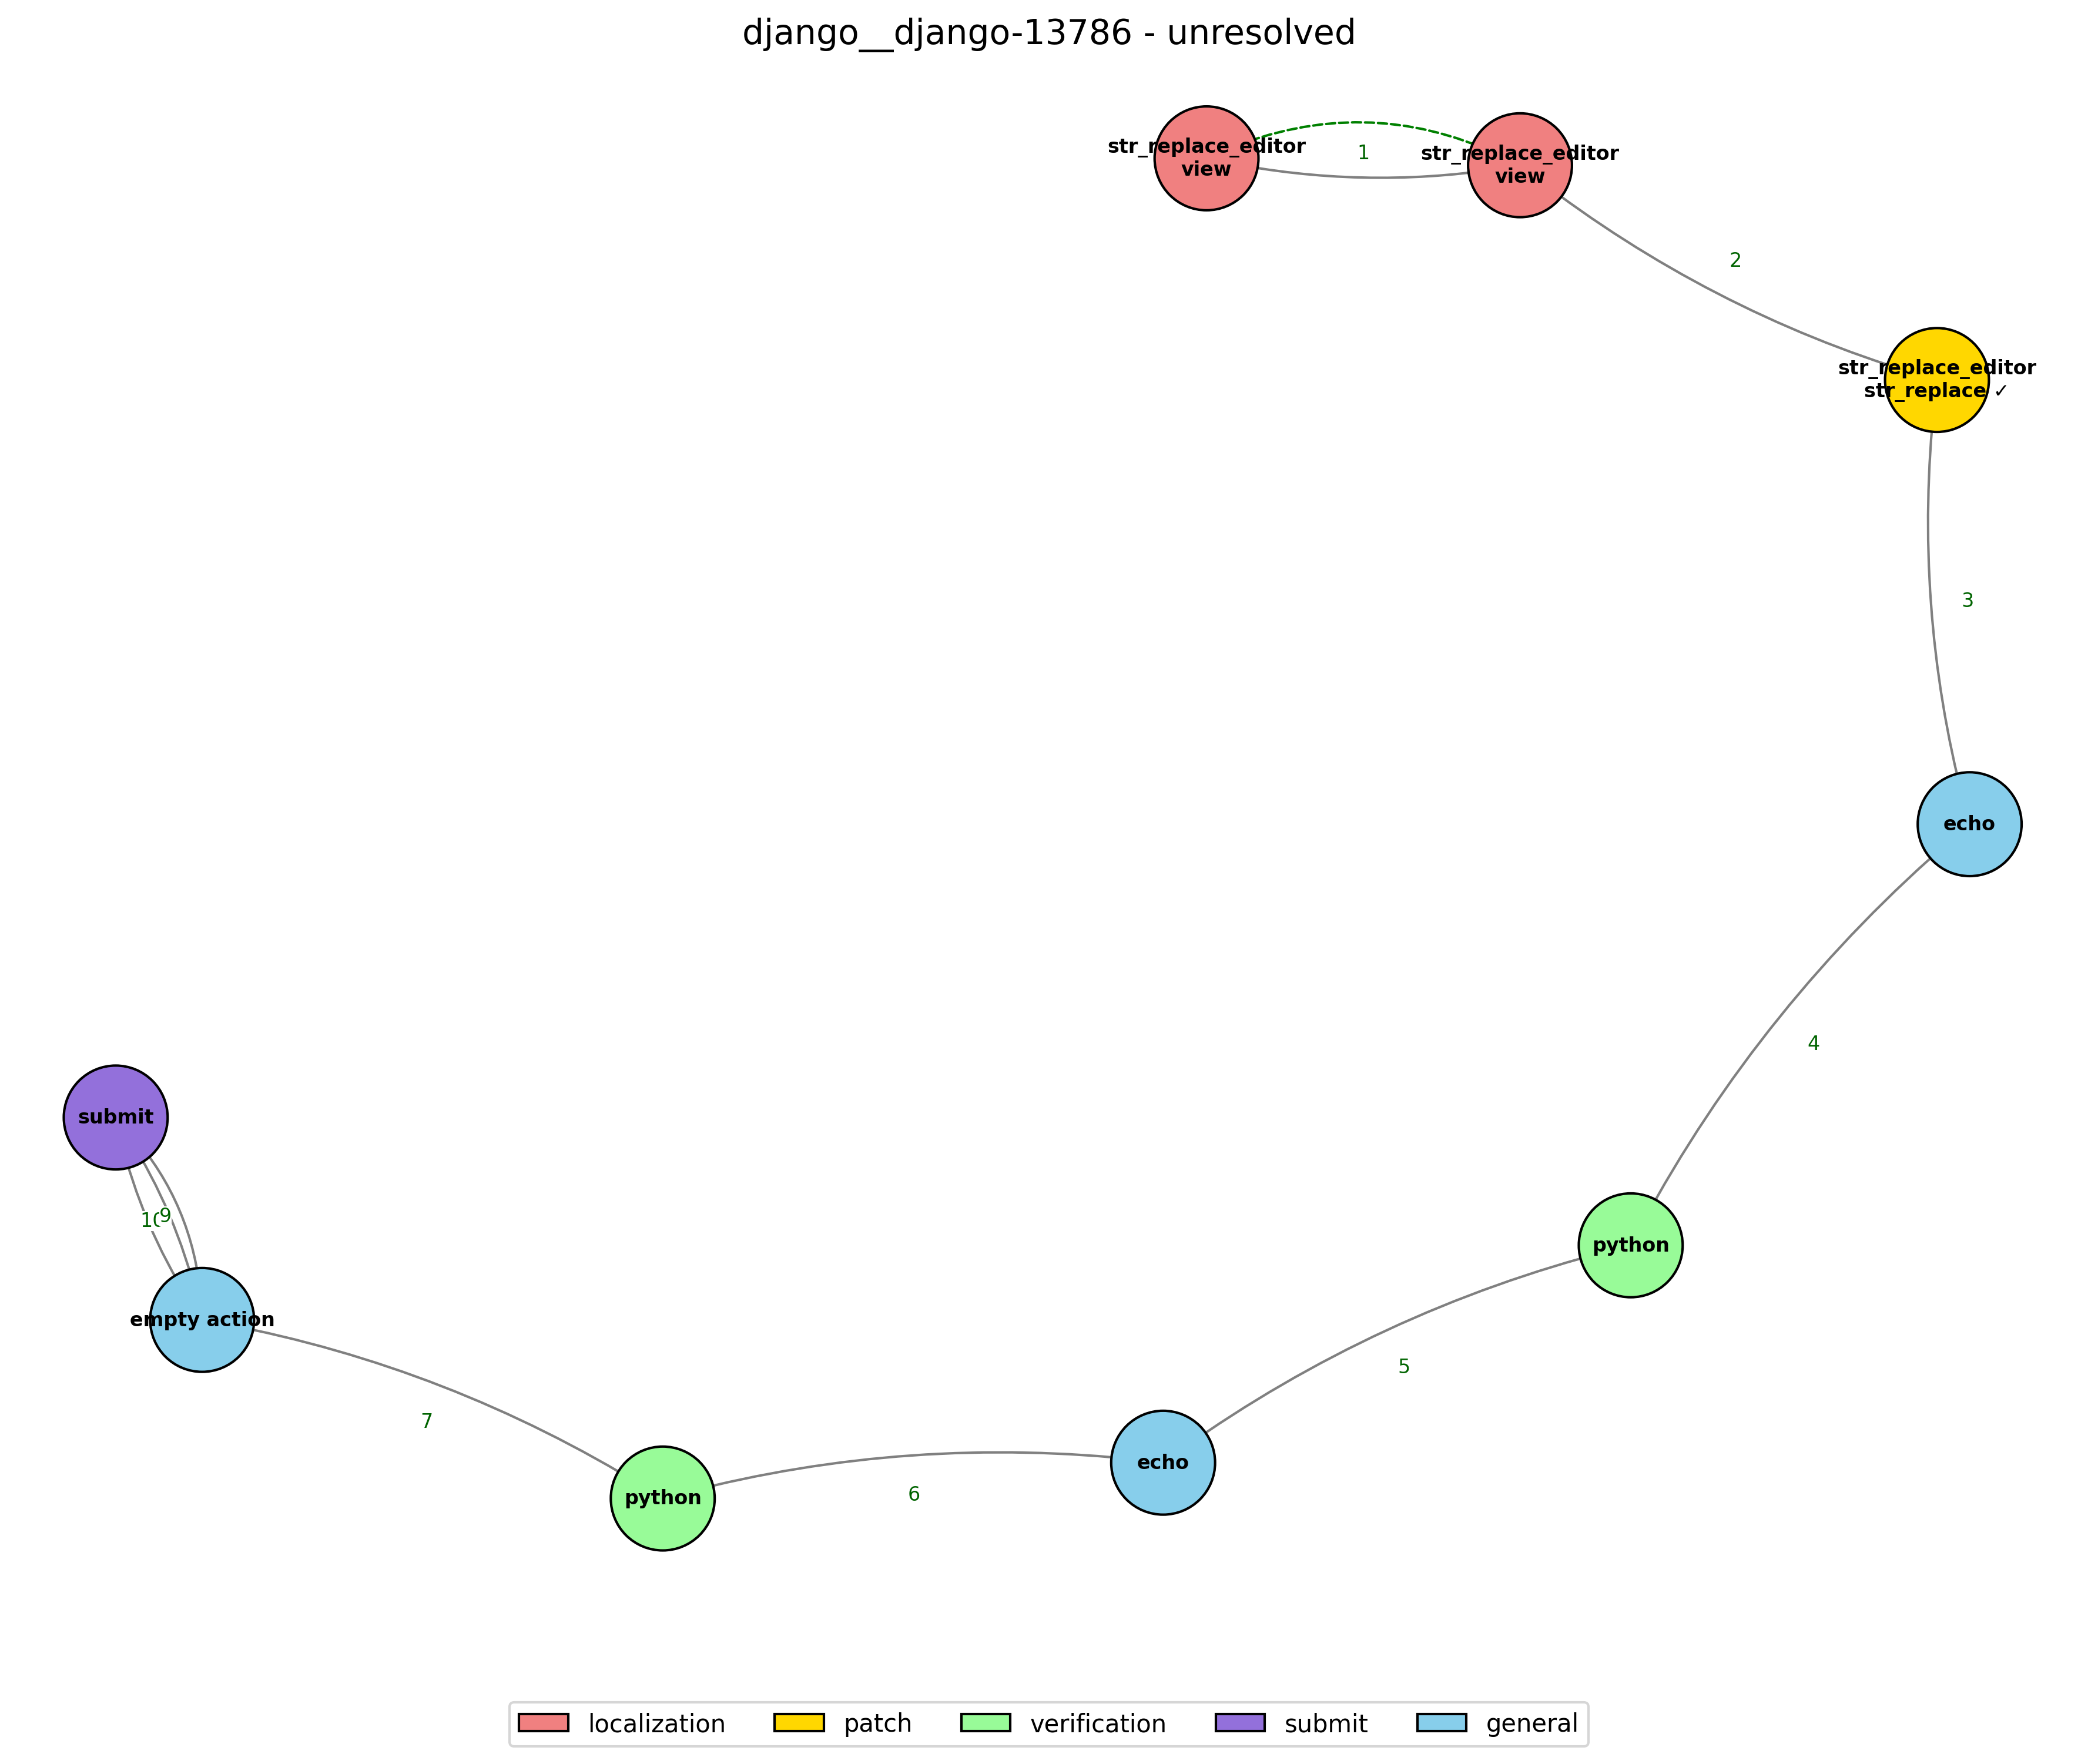 django__django-13786 - unresolved
str_replace_editor
view
1
str_replace_editor
view
2
str_replace_editor
str_replace ✓
3
echo
4
submit
10
9
python
empty action
5
7
echo
6
python
localization
patch
verification
submit
general